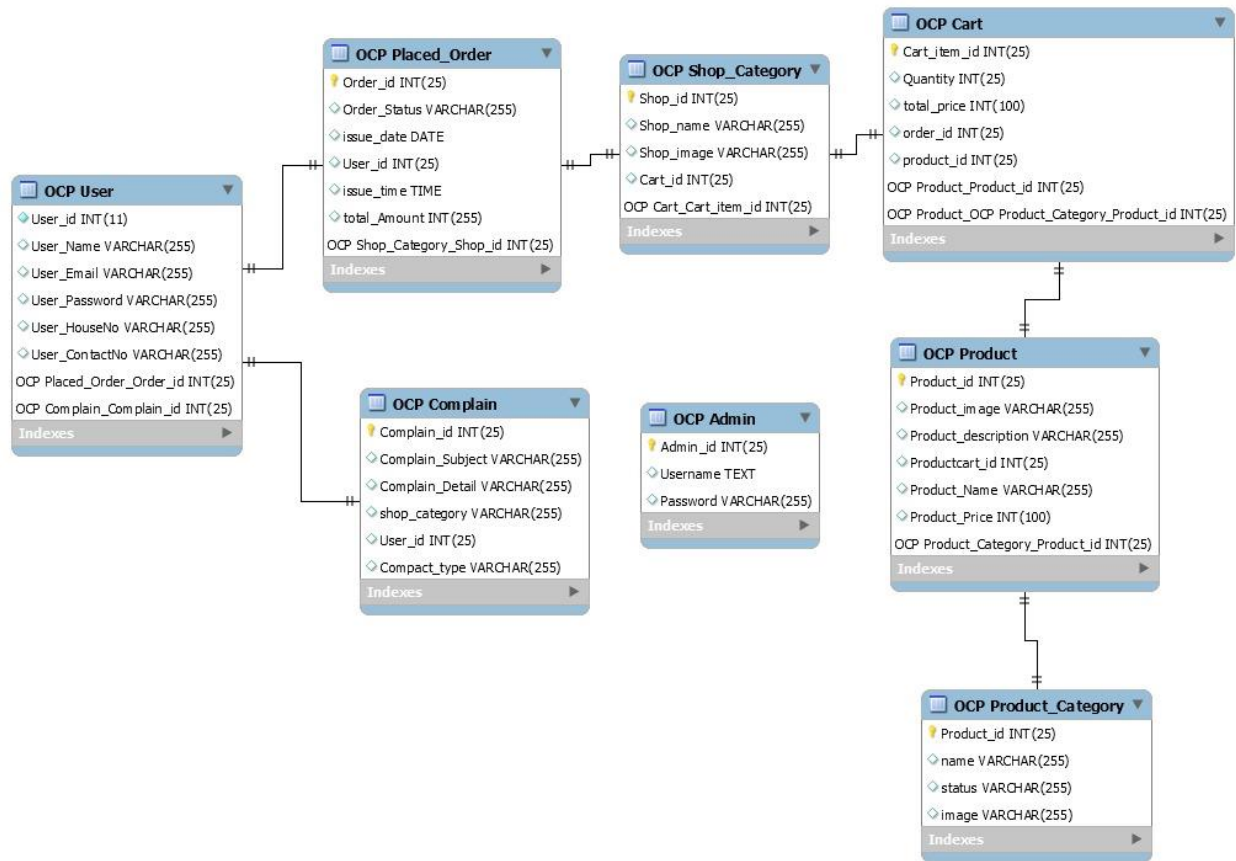 OCP User
User_id INT(11)
User_Name VARCHAR(255)
User_Email VARCHAR(255)
User_Password VARCHAR(255)
User_HouseNo VARCHAR(255)
User_ContactNo VARCHAR(255)
OCP Placed_Order_Order_id INT(25)
OCP Complain_Complain_id INT(25)
Indexes
OCP Placed_Order
Order_id INT(25)
Order_Status VARCHAR(255)
issue_date DATE
User_id INT(25)
issue_time TIME
total_Amount INT(255)
OCP Shop_Category_Shop_id INT(25)
Indexes
OCP Shop_Category
Shop_id INT(25)
Shop_name VARCHAR(255)
Shop_image VARCHAR(255)
Cart_id INT(25)
OCP Cart_Cart_item_id INT(25)
Indexes
OCP Cart
Cart_item_id INT(25)
Quantity INT(25)
total_price INT(100)
order_id INT(25)
product_id INT(25)
OCP Product_Product_id INT(25)
OCP Product_OCP Product_Category_Product_id INT(25)
Indexes
OCP Complain
Complain_id INT(25)
Complain_Subject VARCHAR(255)
Complain_Detail VARCHAR(255)
shop_category VARCHAR(255)
User_id INT(25)
Compact_type VARCHAR(255)
Indexes
OCP Admin
Admin_id INT(25)
Username TEXT
Password VARCHAR(255)
Indexes
OCP Product
Product_id INT(25)
Product_image VARCHAR(255)
Product_description VARCHAR(255)
Productcart_id INT(25)
Product_Name VARCHAR(255)
Product_Price INT(100)
OCP Product_Category_Product_id INT(25)
Indexes
OCP Product_Category
Product_id INT(25)
name VARCHAR(255)
status VARCHAR(255)
image VARCHAR(255)
Indexes